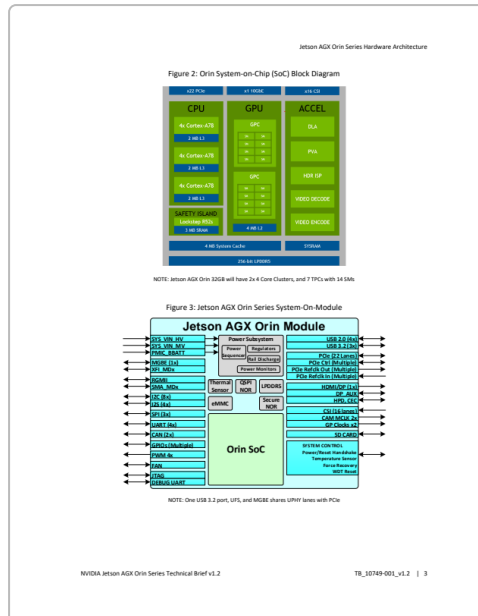 Jetson AGX Orin Series Hardware Architecture
Figure 2: Orin System-on-Chip (SoC) Block Diagram
x22 PCIe
x1 10GbE
x16 CSI
CPU
GPU
ACCEL
4x Cortex-A78
2 MB L3
4x Cortex-A78
2 MB L3
4x Cortex-A78
2 MB L3
SAFETY ISLAND
Lockstep R52s
3 MB SRAM
GPC
GPC
4 MB L2
DLA
PVA
HDR ISP
VIDEO DECODE
VIDEO ENCODE
4 MB System Cache
SYSRAM
256-bit LPDDR5
NOTE: Jetson AGX Orin 32GB will have 2x 4 Core Clusters, and 7 TPCs with 14 SMs
Figure 3: Jetson AGX Orin Series System-On-Module
Jetson AGX Orin Module
SYS_VIN_HV
SYS_VIN_MV
PMIC_BBATT
MGBE (1x)
XFI_MDx
RGMII
SMA_MDx
I2C (8x)
I2S (4x)
SPI (3x)
UART (4x)
CAN (2x)
GPIOs (Multiple)
PWM 4x
FAN
JTAG
DEBUG UART
Power Subsystem
Power Sequencer
Regulators
Rail Discharge
Power Monitors
Thermal Sensor
QSPI NOR
LPDDR5
eMMC
Secure NOR
Orin SoC
USB 2.0 (4x)
USB 3.2 (3x)
PCIe (22 Lanes)
PCIe Ctrl (Multiple)
PCIe Refclk Out (Multiple)
PCIe Refclk In (Multiple)
HDMI/DP (1x)
DP_AUX
HPD, CEC
CSI (16 lanes)
CAM MCLK 2x
GP Clocks x2
SD CARD
SYSTEM CONTROL
Power/Reset Handshake
Temperature Sensor
Force Recovery
WDT Reset
NOTE: One USB 3.2 port, UFS, and MGBE shares UPHY lanes with PCIe
NVIDIA Jetson AGX Orin Series Technical Brief v1.2
TB_10749-001_v1.2 | 3